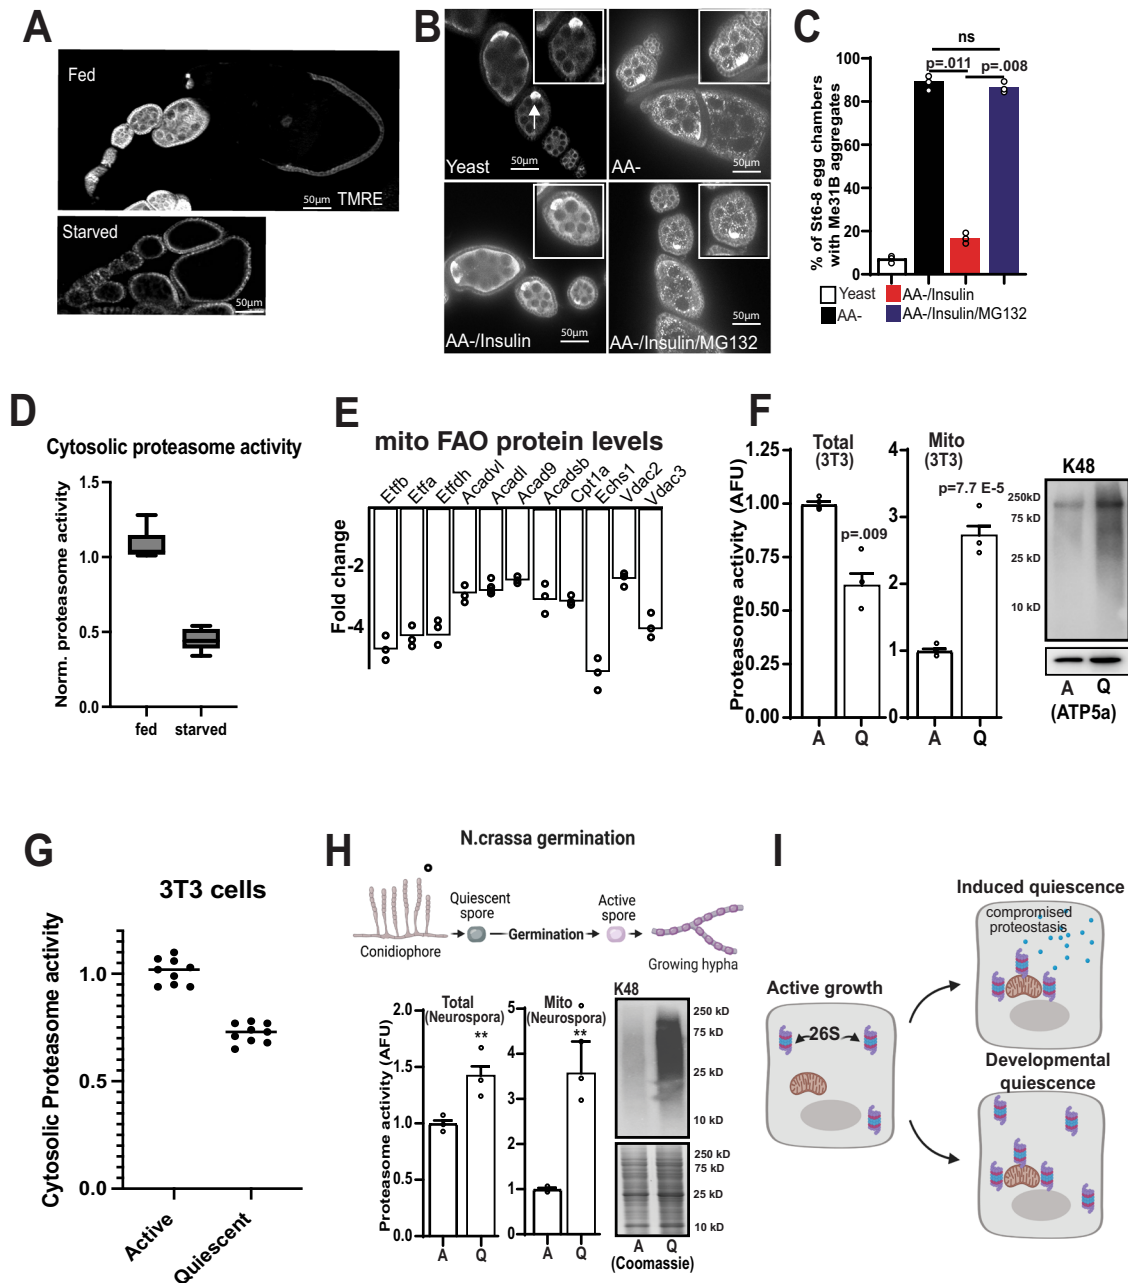 A
Fed
50µm
TMRE
Starved
50µm
B
Yeast
50µm
AA-
50µm
AA-/Insulin
50µm
AA-/Insulin/MG132
50µm
C
ns
p=.011
p=.008
% of St6-8 egg chambers
with Me31B aggregates
100
80
60
40
20
0
Yeast
AA-/Insulin
AA-
AA-/Insulin/MG132
D
Cytosolic proteasome activity
Norm. proteasome activity
1.5
1.0
0.5
0.0
fed
starved
E
mito FAO protein levels
Etfb
Etfa
Etfdh
Acadvl
Acadl
Acad9
Acadsb
Cpt1a
Echs1
Vdac2
Vdac3
Fold change
-2
-4
F
Proteasome activity (AFU)
Total
(3T3)
1.25
1.00
0.75
0.50
0.25
0.00
p=.009
A
Q
Mito
(3T3)
4
3
2
1
0
p=7.7 E-5
A
Q
K48
250kD
75 kD
25 kD
10 kD
A
Q
(ATP5a)
G
3T3 cells
Cytosolic Proteasome activity
1.0
0.5
0.0
Active
Quiescent
H
N.crassa germination
Conidiophore
Quiescent
spore
Germination
Active
spore
Growing hypha
Proteasome activity (AFU)
Total
(Neurospora)
**
2.0
1.5
1.0
0.5
0.0
A
Q
Mito
(Neurospora)
**
5
4
3
2
1
0
A
Q
K48
250 kD
75 kD
25 kD
10 kD
250 kD
75 kD
25 kD
10 kD
A
Q
(Coomassie)
I
Induced quiescence
compromised
proteostasis
Active growth
26S
Developmental
quiescence